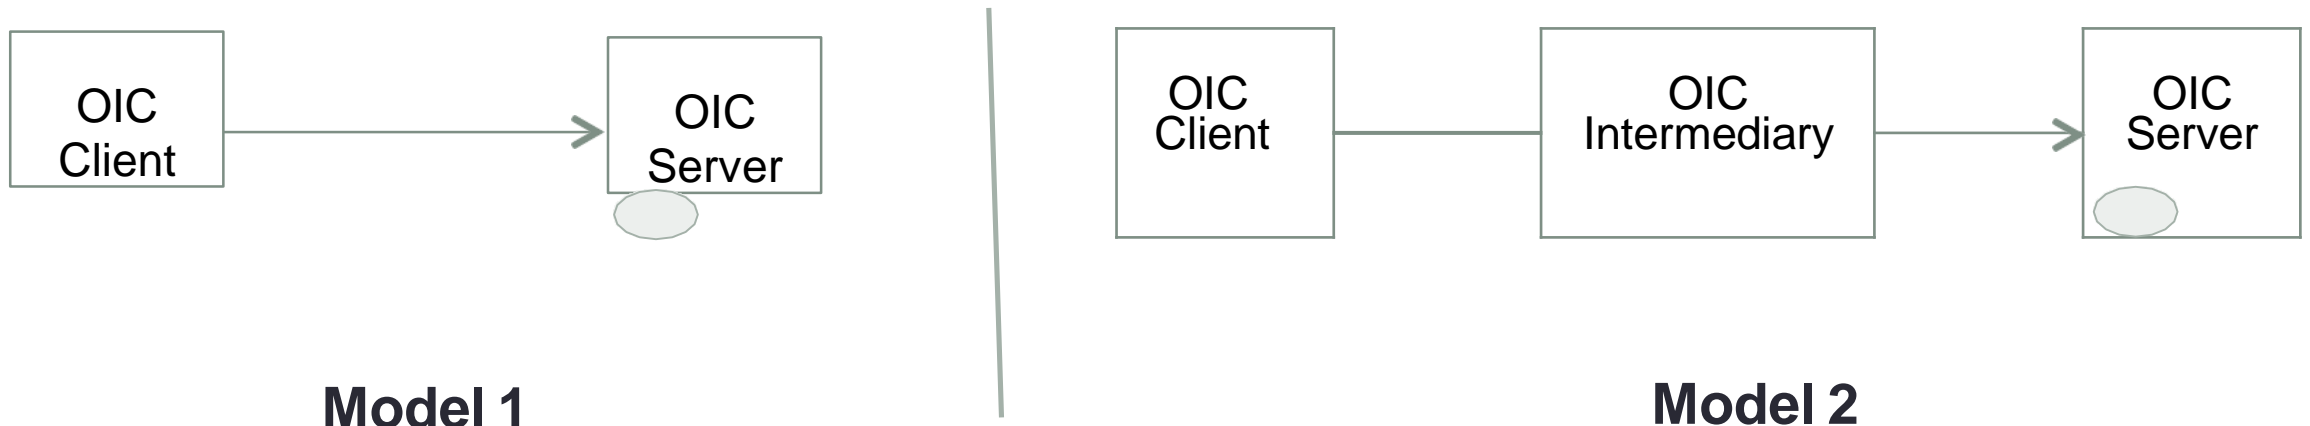 OIC
Client
OIC
Server
Model 1
OIC
Client
OIC
Intermediary
OIC
Server
Model 2